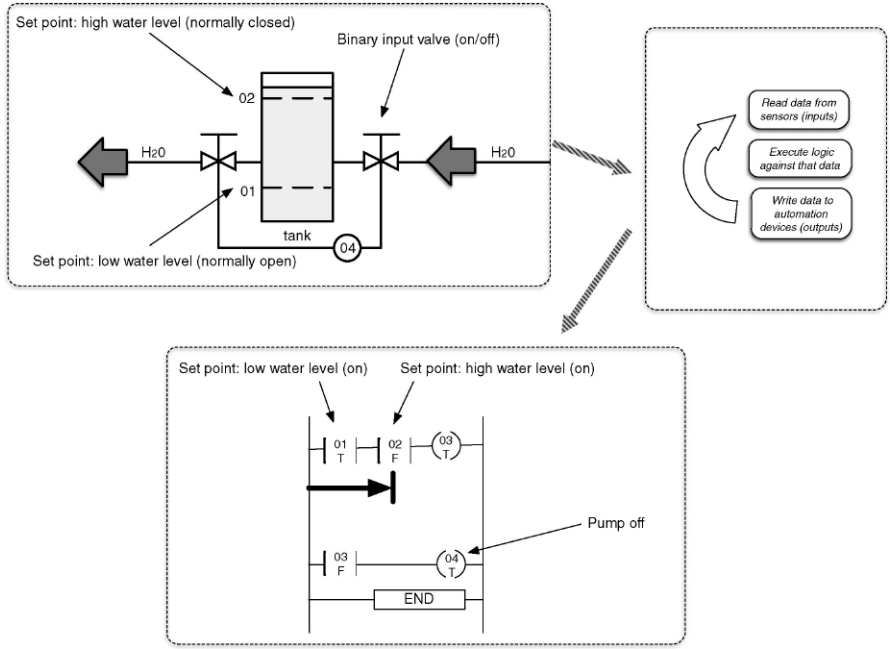 Set point: high water level (normally closed)
Binary input valve (on/off)
02
H20
H20
01
tank
04
Set point: low water level (normally open)
Read data from
sensors (inputs)
Execute logic
against that data
Write data to
automation
devices (outputs)
Set point: low water level (on)
Set point: high water level (on)
01
T
02
F
03
T
Pump off
03
F
04
T
END